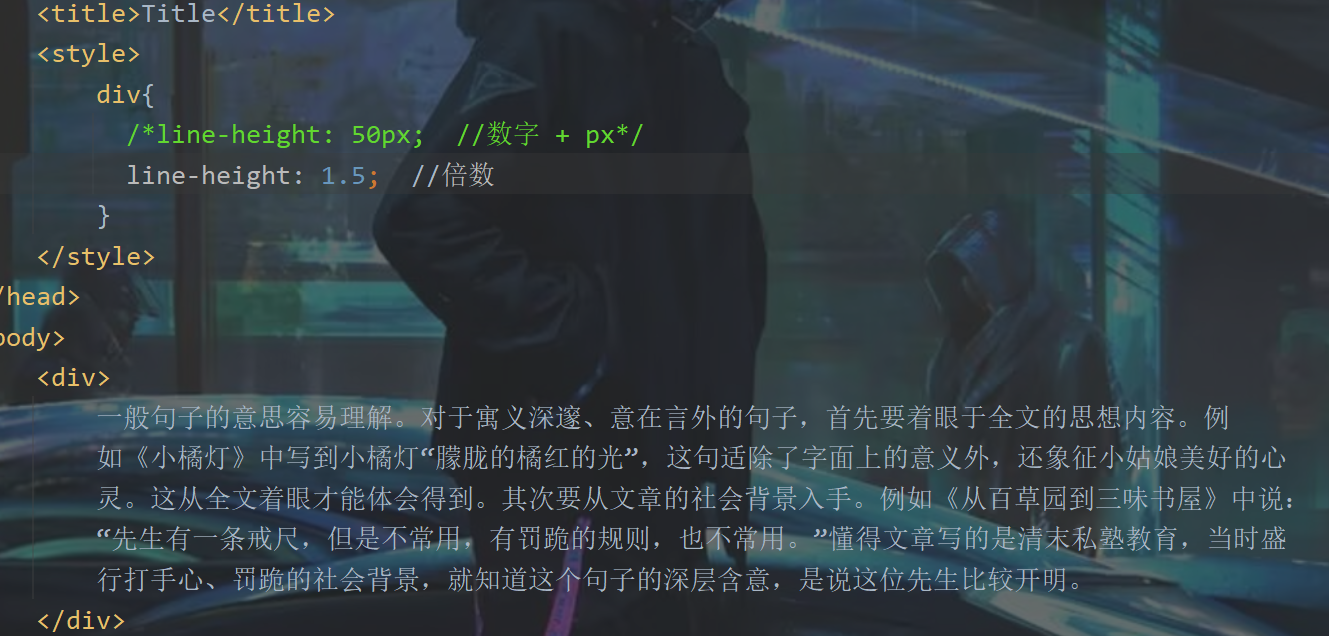 <title>Title</title>
<style>
div{
/*line-height: 50px;  //数字 + px*/
line-height: 1.5;  //倍数
}
</style>
/head>
body>
<div>
一般句子的意思容易理解。对于寓义深邃、意在言外的句子，首先要着眼于全文的思想内容。例
如《小橘灯》中写到小橘灯“朦胧的橘红的光”，这句适除了字面上的意义外，还象征小姑娘美好的心
灵。这从全文着眼才能体会得到。其次要从文章的社会背景入手。例如《从百草园到三味书屋》中说：
“先生有一条戒尺，但是不常用，有罚跪的规则，也不常用。”懂得文章写的是清末私塾教育，当时盛
行打手心、罚跪的社会背景，就知道这个句子的深层含意，是说这位先生比较开明。
</div>